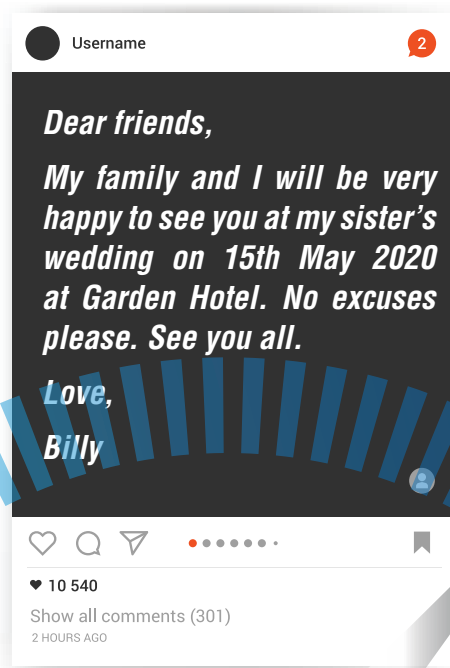 Username
2
Dear friends,
My family and I will be very
happy to see you at my sister's
wedding on 15th May 2020
at Garden Hotel. No excuses
please. See you all.
Love,
Billy
10 540
Show all comments (301)
2 HOURS AGO